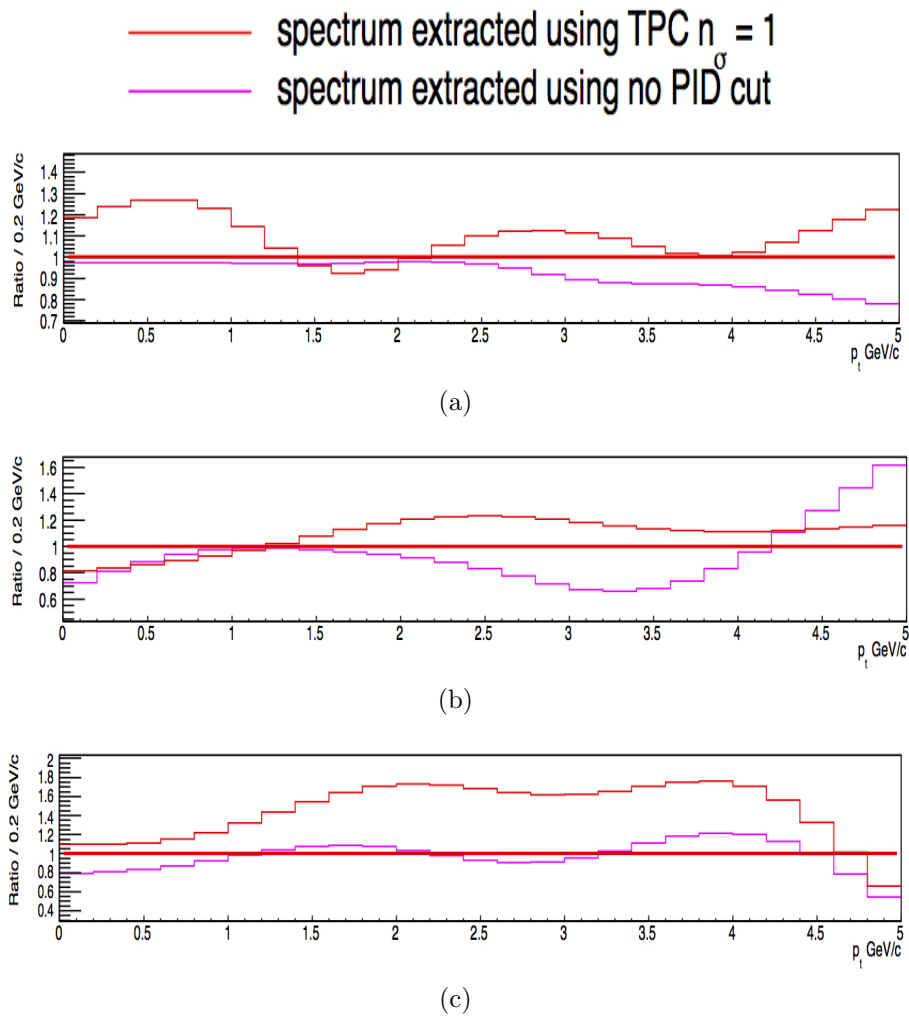 spectrum extracted using TPC n_σ = 1
spectrum extracted using no PID cut
Ratio / 0.2 GeV/c
1.4
1.3
1.2
1.1
1
0.9
0.8
0.7
0 0.5 1 1.5 2 2.5 3 3.5 4 4.5 5
p_t GeV/c
(a)
Ratio / 0.2 GeV/c
1.6
1.4
1.2
1
0.8
0.6
0 0.5 1 1.5 2 2.5 3 3.5 4 4.5 5
p_t GeV/c
(b)
Ratio / 0.2 GeV/c
2
1.8
1.6
1.4
1.2
1
0.8
0.6
0.4
0 0.5 1 1.5 2 2.5 3 3.5 4 4.5 5
p_t GeV/c
(c)